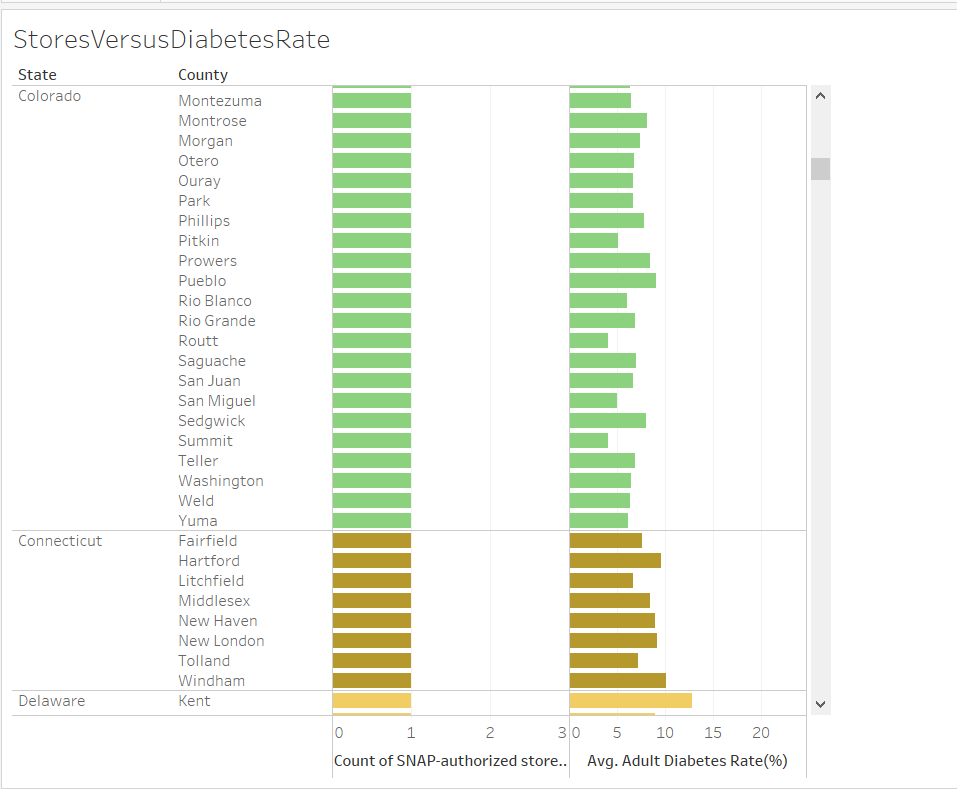 StoresVersusDiabetesRate
State County
Colorado
Montezuma
Montrose
Morgan
Otero
Ouray
Park
Phillips
Pitkin
Prowers
Pueblo
Rio Blanco
Rio Grande
Routt
Saguache
San Juan
San Miguel
Sedgwick
Summit
Teller
Washington
Weld
Yuma
Connecticut Fairfield
Hartford
Litchfield
Middlesex
New Haven
New London
Tolland
Windham
Delaware Kent
0 1 2 3 0 5 10 15 20
Count of SNAP-authorized store.. Avg. Adult Diabetes Rate(%)